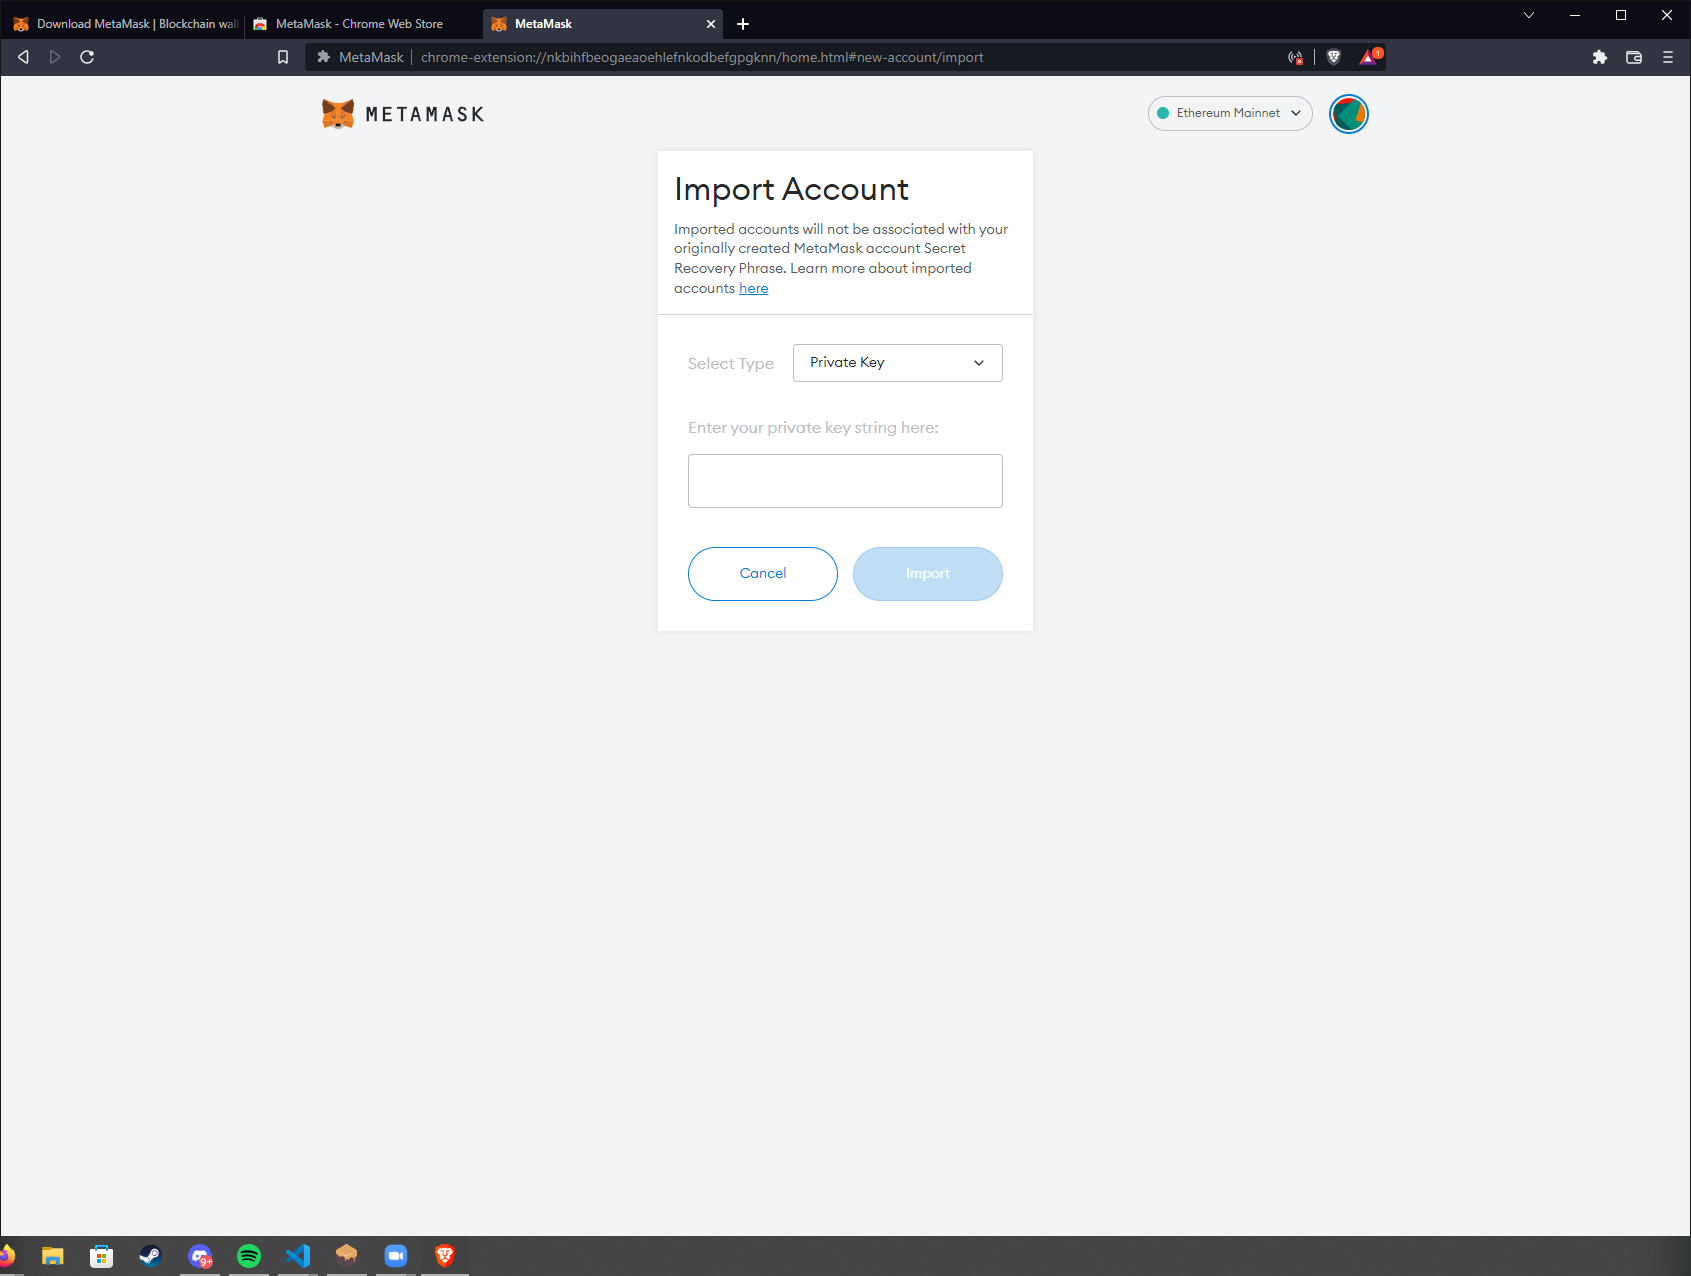 Download MetaMask | Blockchain wal
MetaMask - Chrome Web Store
MetaMask
MetaMask
chrome-extension://nkbihfbeogaeaoehlefnkodbefgpgknn/home.html#new-account/import
1
METAMASK
Ethereum Mainnet
Import Account
Imported accounts will not be associated with your
originally created MetaMask account Secret
Recovery Phrase. Learn more about imported
accounts here
Select Type
Private Key
Enter your private key string here:
Cancel
Import
9+